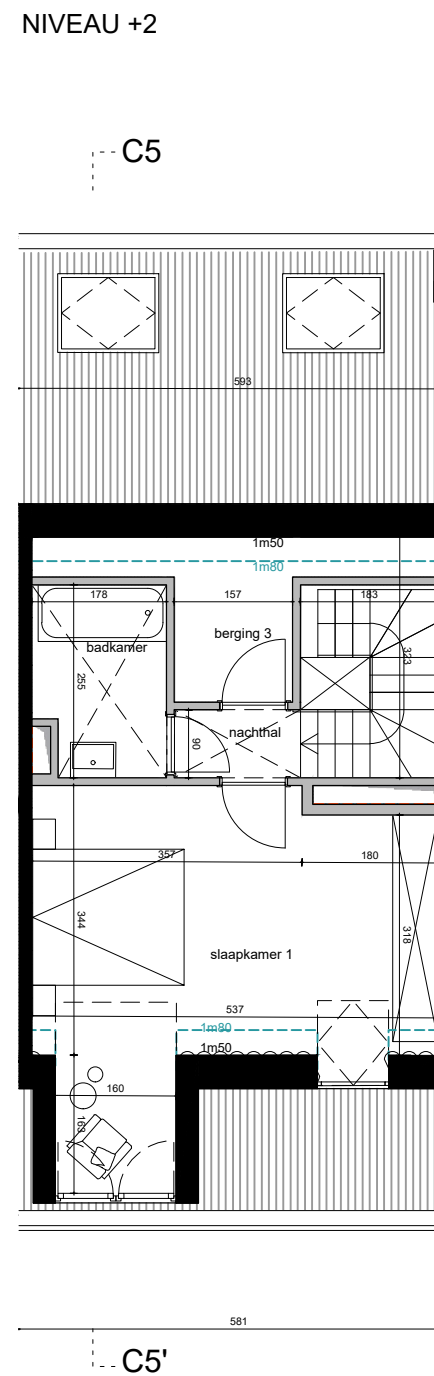 NIVEAU +2
C5
593
1m50
1m80
178
157
183
berging 3
badkamer
323
255
nachthal
90
357
180
344
318
slaapkamer 1
537
1m80
1m50
160
163
581
C5'